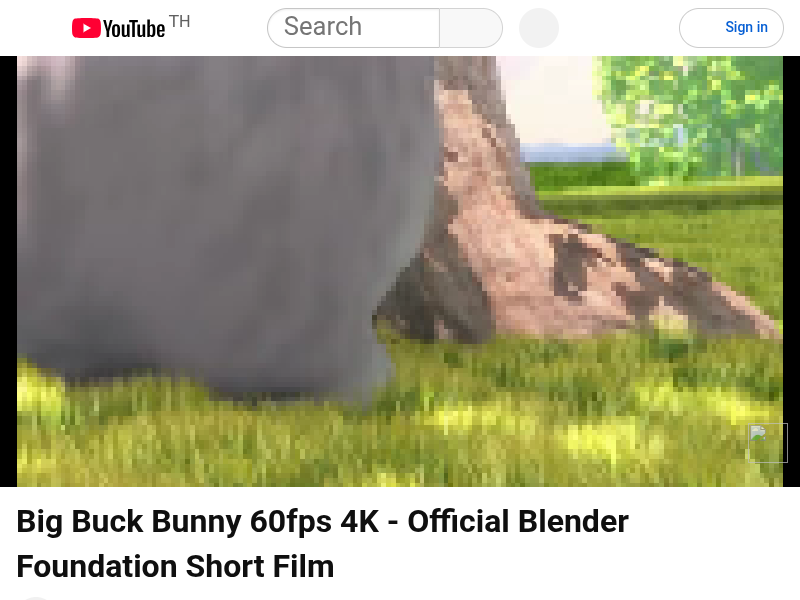 YouTube TH
Search
Sign in
Big Buck Bunny 60fps 4K - Official Blender
Foundation Short Film